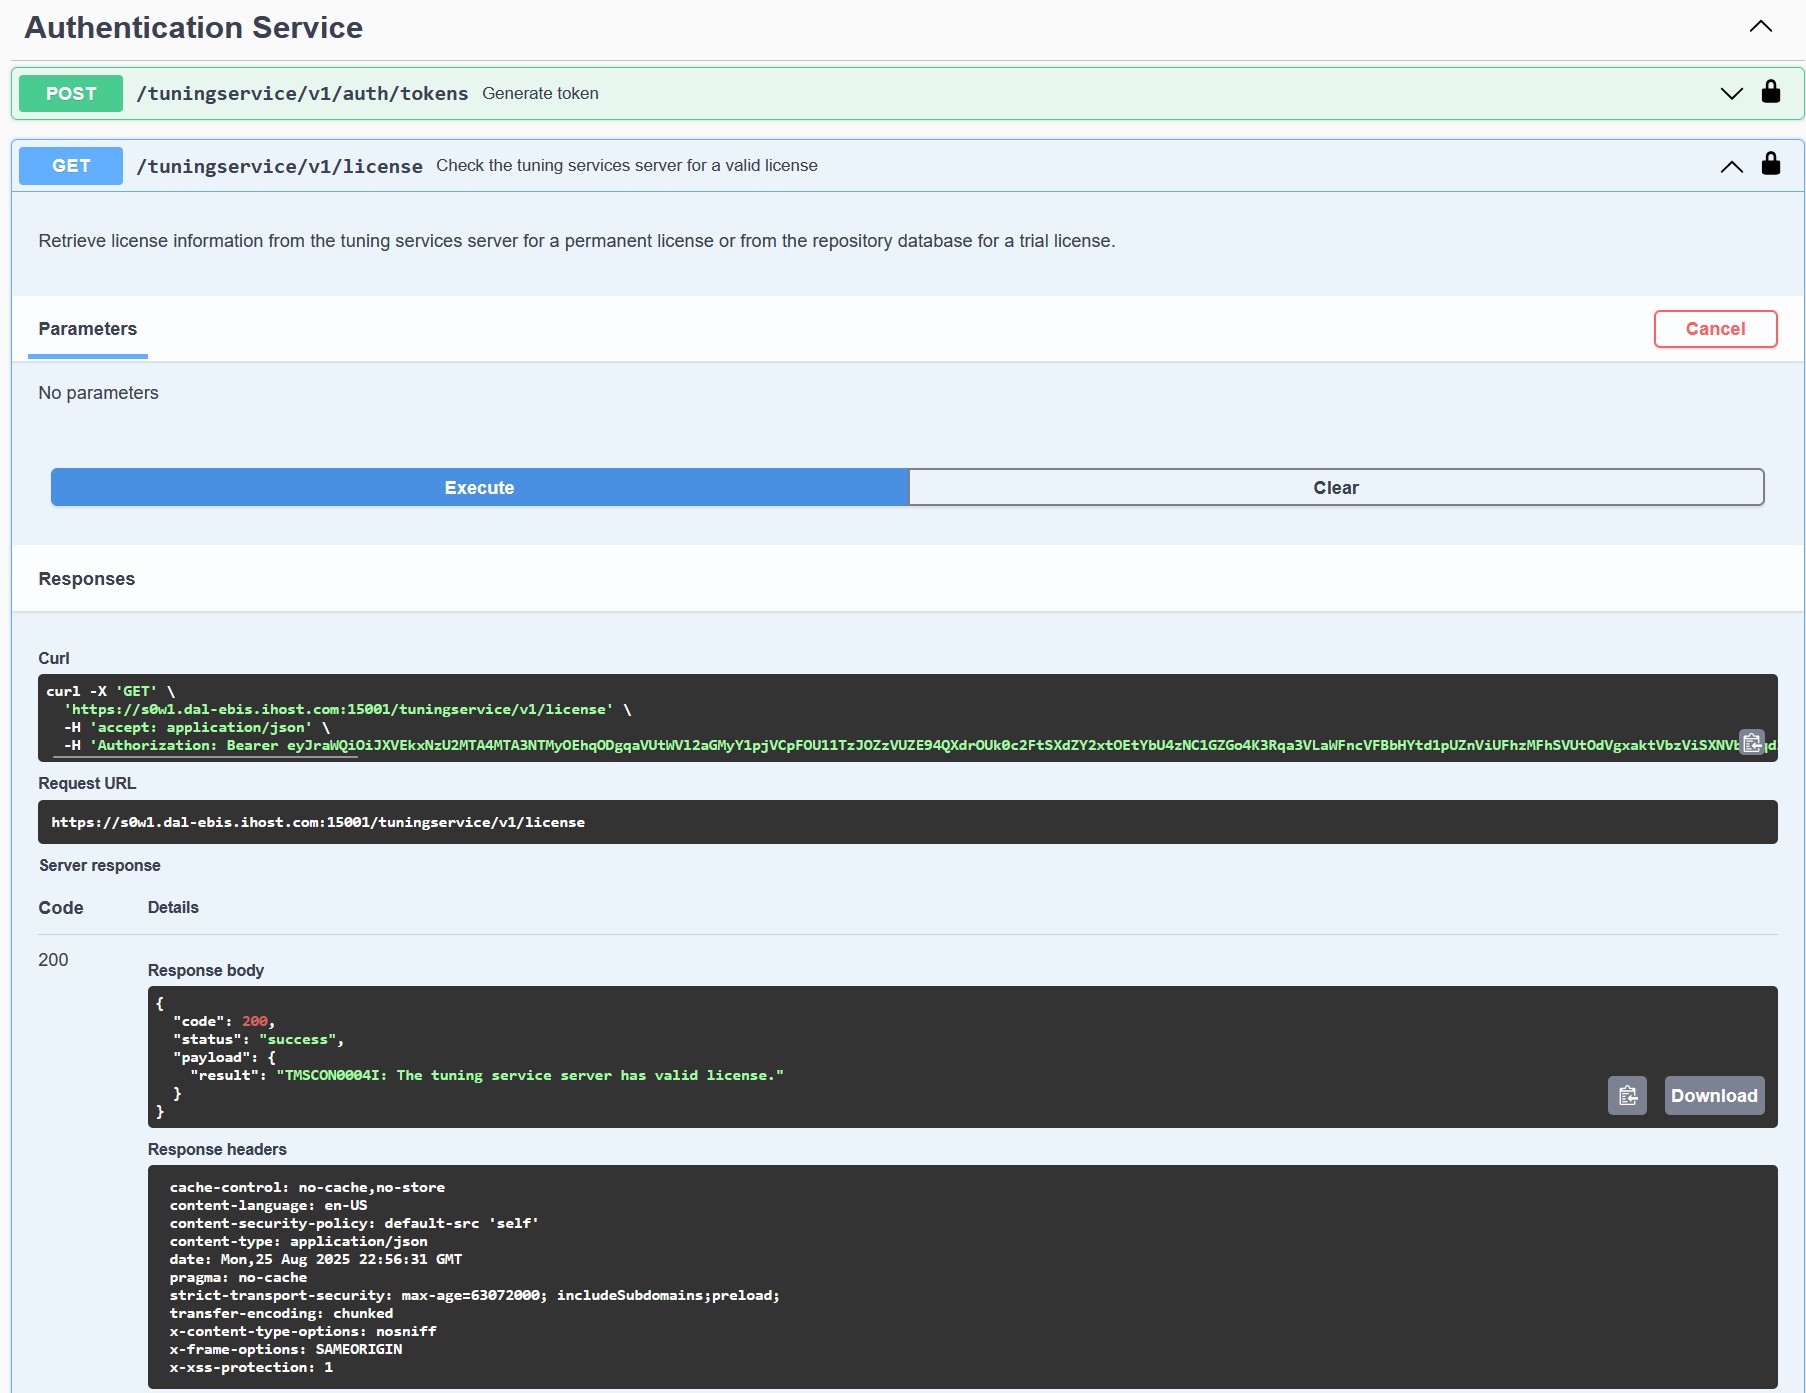 Authentication Service
POST /tuningservice/v1/auth/tokens Generate token
GET /tuningservice/v1/license Check the tuning services server for a valid license
Retrieve license information from the tuning services server for a permanent license or from the repository database for a trial license.
Parameters
Cancel
No parameters
Execute
Clear
Responses
Curl
curl -X 'GET' \
'https://s0w1.dal-ebis.ihost.com:15001/tuningservice/v1/license' \
-H 'accept: application/json' \
-H 'Authorization: Bearer
Request URL
https://s0w1.dal-ebis.ihost.com:15001/tuningservice/v1/license
Server response
Code Details
200
Response body
{
"code": 200,
"status": "success",
"payload": {
"result": "TMSCON0004I: The tuning service server has valid license."
}
}
Download
Response headers
cache-control: no-cache,no-store
content-language: en-US
content-security-policy: default-src 'self'
content-type: application/json
date: Mon,25 Aug 2025 22:56:31 GMT
pragma: no-cache
strict-transport-security: max-age=63072000; includeSubdomains;preload;
transfer-encoding: chunked
x-content-type-options: nosniff
x-frame-options: SAMEORIGIN
x-xss-protection: 1